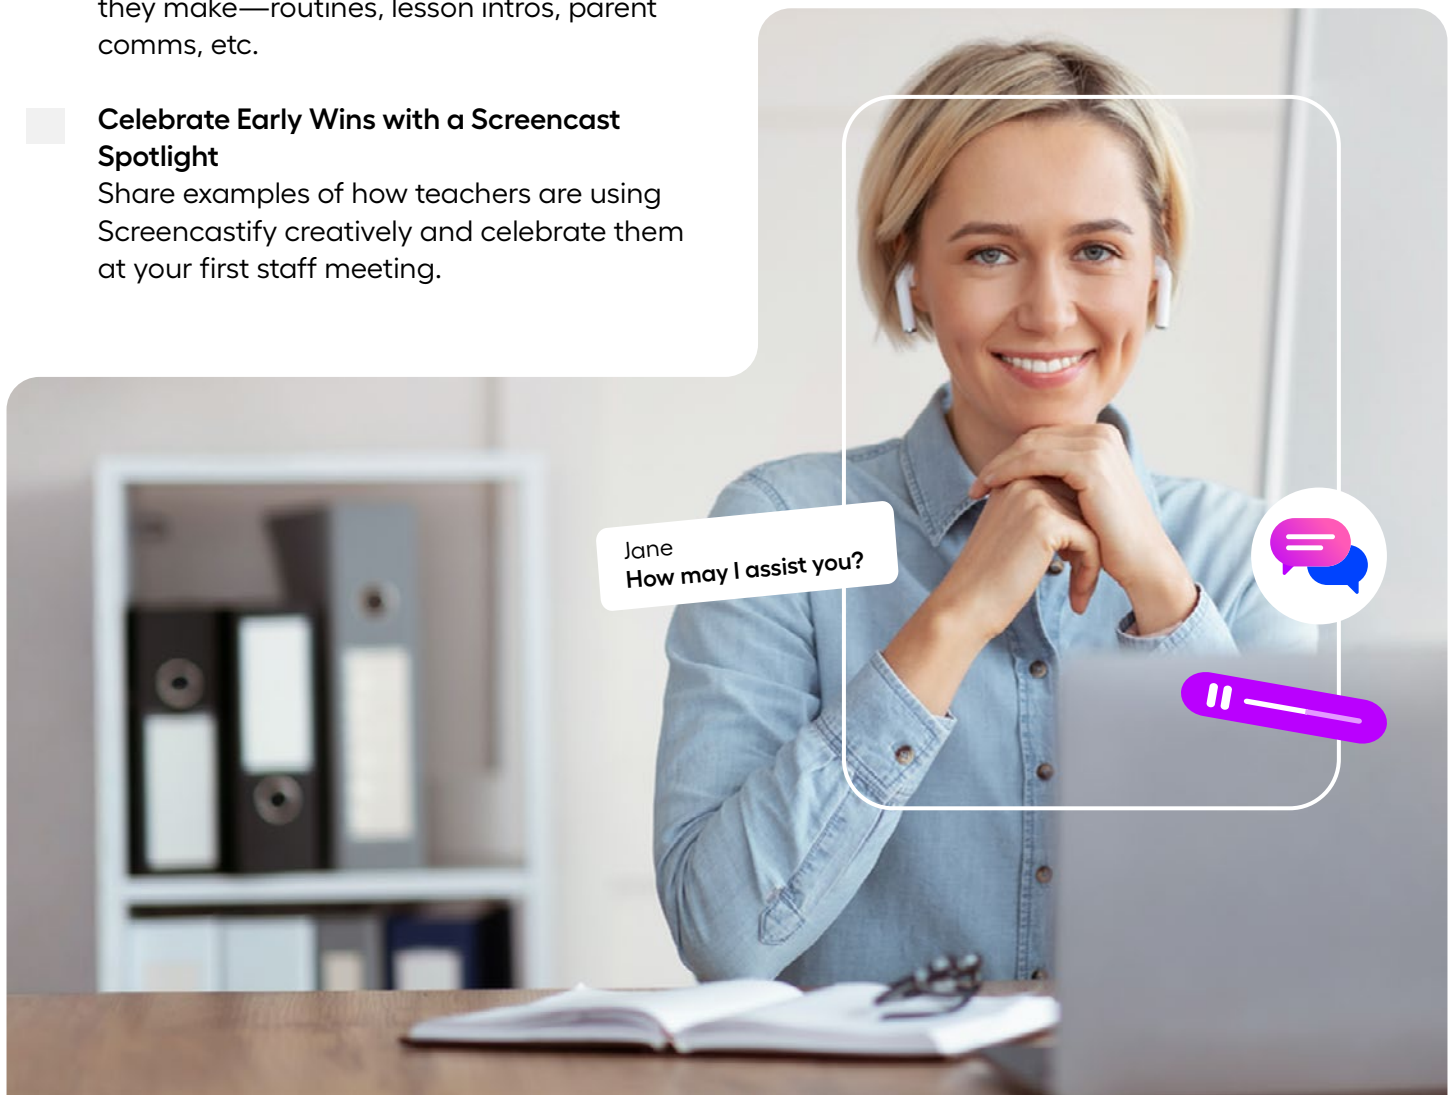 they make—routines, lesson intros, parent
comms, etc.
Celebrate Early Wins with a Screencast
Spotlight
Share examples of how teachers are using
Screencastify creatively and celebrate them
at your first staff meeting.
Jane
How may I assist you?